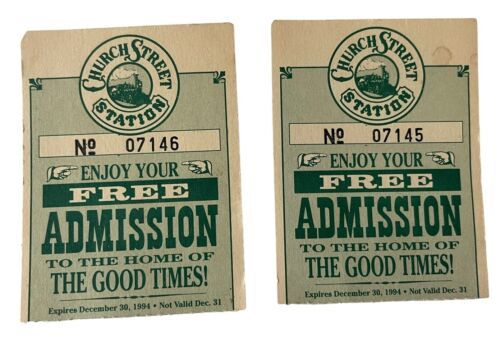 CHURCH STREET
STATION
No 07146
ENJOY YOUR
FREE
ADMISSION
TO THE HOME OF
THE GOOD TIMES!
Expires December 30, 1994 • Not Valid Dec. 31
CHURCH STREET
STATION
No 07145
ENJOY YOUR
FREE
ADMISSION
TO THE HOME OF
THE GOOD TIMES!
Expires December 30, 1994 • Not Valid Dec. 31